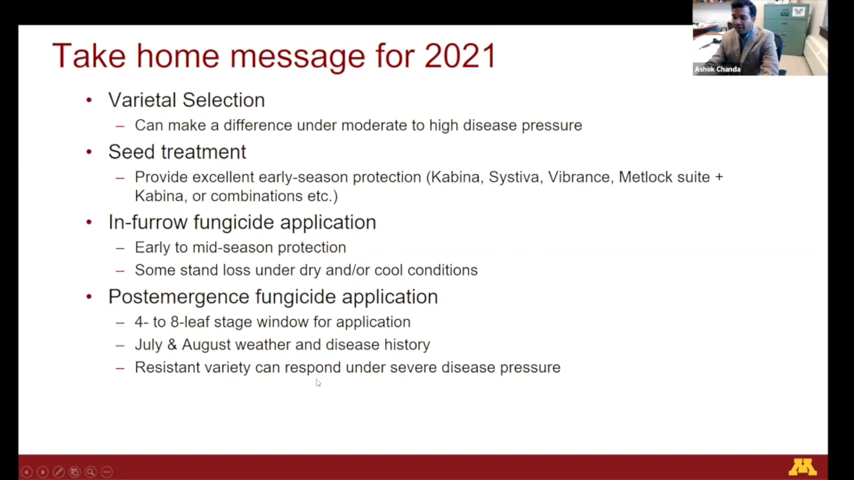 Take home message for 2021
Ashok Chanda
• Varietal Selection
– Can make a difference under moderate to high disease pressure
• Seed treatment
– Provide excellent early-season protection (Kabina, Systiva, Vibrance, Metlock suite +
Kabina, or combinations etc.)
• In-furrow fungicide application
– Early to mid-season protection
– Some stand loss under dry and/or cool conditions
• Postemergence fungicide application
– 4- to 8-leaf stage window for application
– July & August weather and disease history
– Resistant variety can respond under severe disease pressure
M